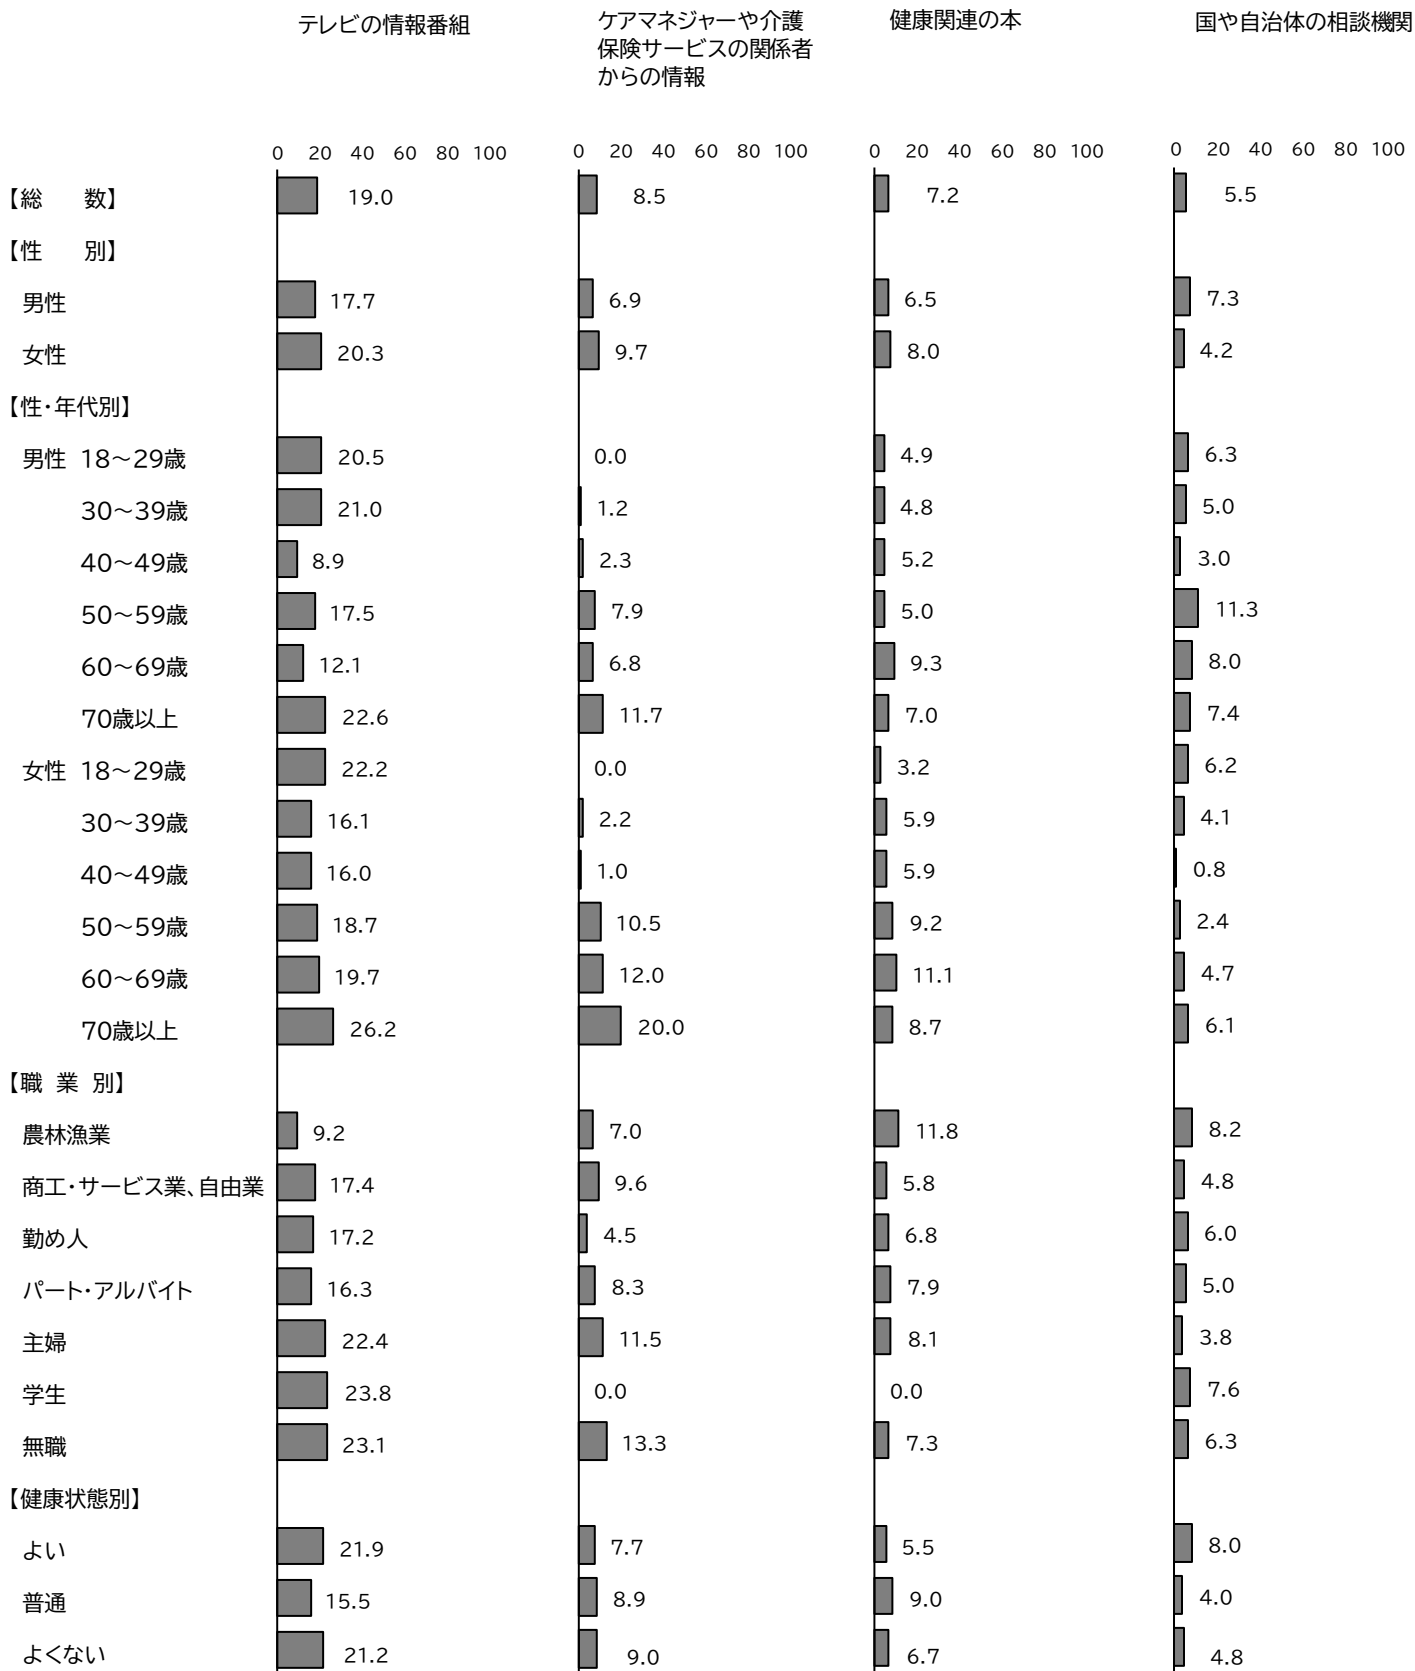 テレビの情報番組
ケアマネジャーや介護
保険サービスの関係者
からの情報
健康関連の本
国や自治体の相談機関
0 20 40 60 80 100 0 20 40 60 80 100 0 20 40 60 80 100 0 20 40 60 80 100
【総　数】 19.0 8.5 7.2 5.5
【性　別】
男性 17.7 6.9 6.5 7.3
女性 20.3 9.7 8.0 4.2
【性・年代別】
男性 18～29歳 20.5 0.0 4.9 6.3
30～39歳 21.0 1.2 4.8 5.0
40～49歳 8.9 2.3 5.2 3.0
50～59歳 17.5 7.9 5.0 11.3
60～69歳 12.1 6.8 9.3 8.0
70歳以上 22.6 11.7 7.0 7.4
女性 18～29歳 22.2 0.0 3.2 6.2
30～39歳 16.1 2.2 5.9 4.1
40～49歳 16.0 1.0 5.9 0.8
50～59歳 18.7 10.5 9.2 2.4
60～69歳 19.7 12.0 11.1 4.7
70歳以上 26.2 20.0 8.7 6.1
【職 業 別】
農林漁業 9.2 7.0 11.8 8.2
商工・サービス業、自由業 17.4 9.6 5.8 4.8
勤め人 17.2 4.5 6.8 6.0
パート・アルバイト 16.3 8.3 7.9 5.0
主婦 22.4 11.5 8.1 3.8
学生 23.8 0.0 0.0 7.6
無職 23.1 13.3 7.3 6.3
【健康状態別】
よい 21.9 7.7 5.5 8.0
普通 15.5 8.9 9.0 4.0
よくない 21.2 9.0 6.7 4.8